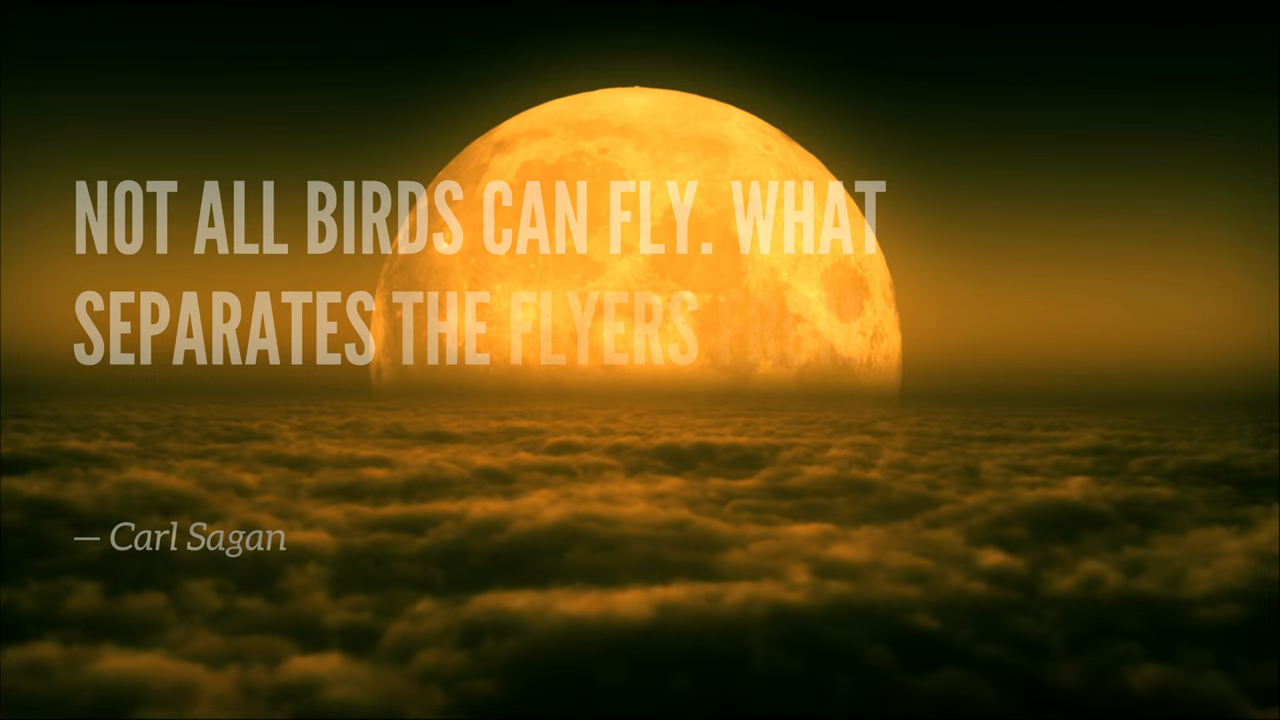 NOT ALL BIRDS CAN FLY. WHAT
SEPARATES THE FLYERS
— Carl Sagan